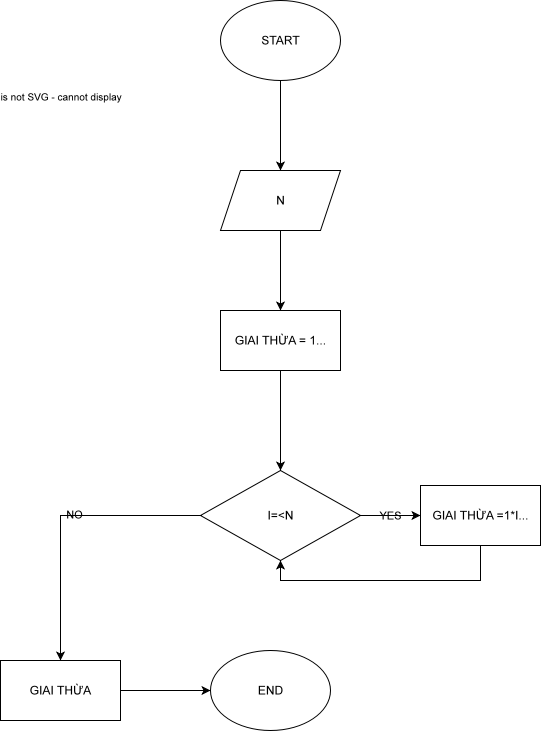 START
is not SVG - cannot display
N
GIAI THỪA = 1...
I=<N
NO
YES
GIAI THỪA =1*I...
GIAI THỪA
END